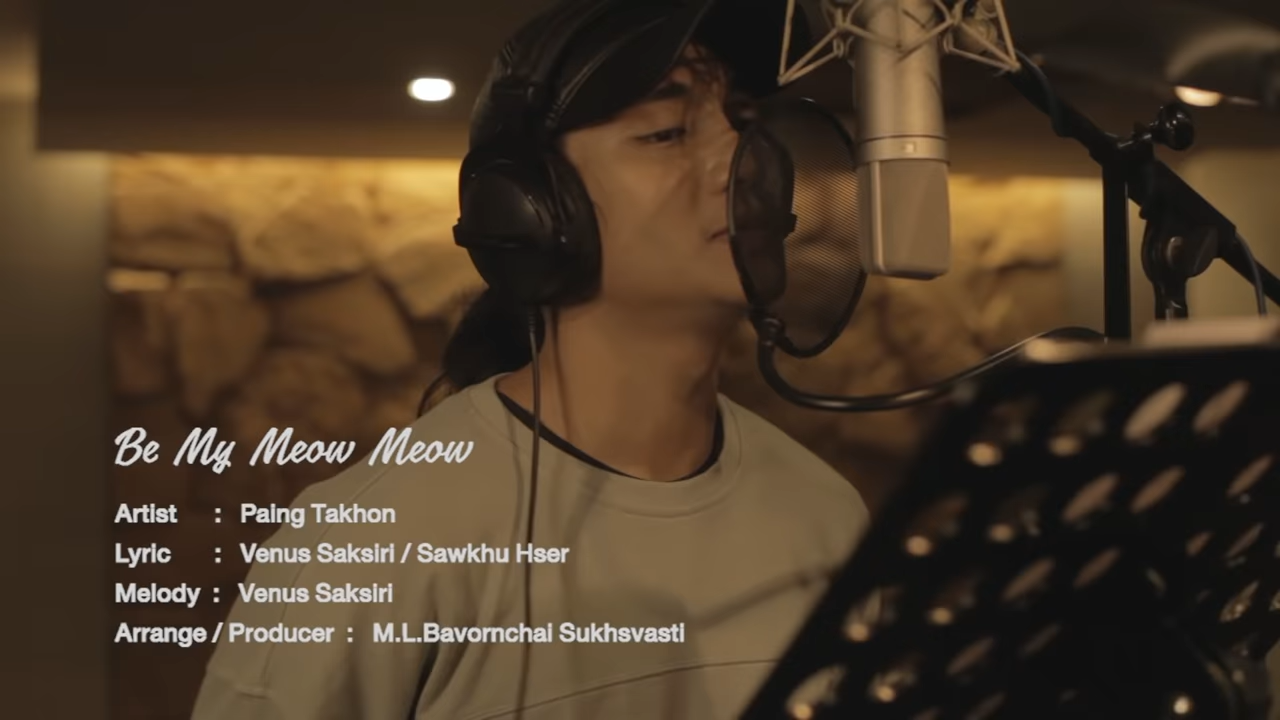 Be My Meow Meow
Artist : Paing Takhon
Lyric : Venus Saksiri / Sawkhu Hser
Melody : Venus Saksiri
Arrange / Producer : M.L.Bavornchai Sukhsvasti